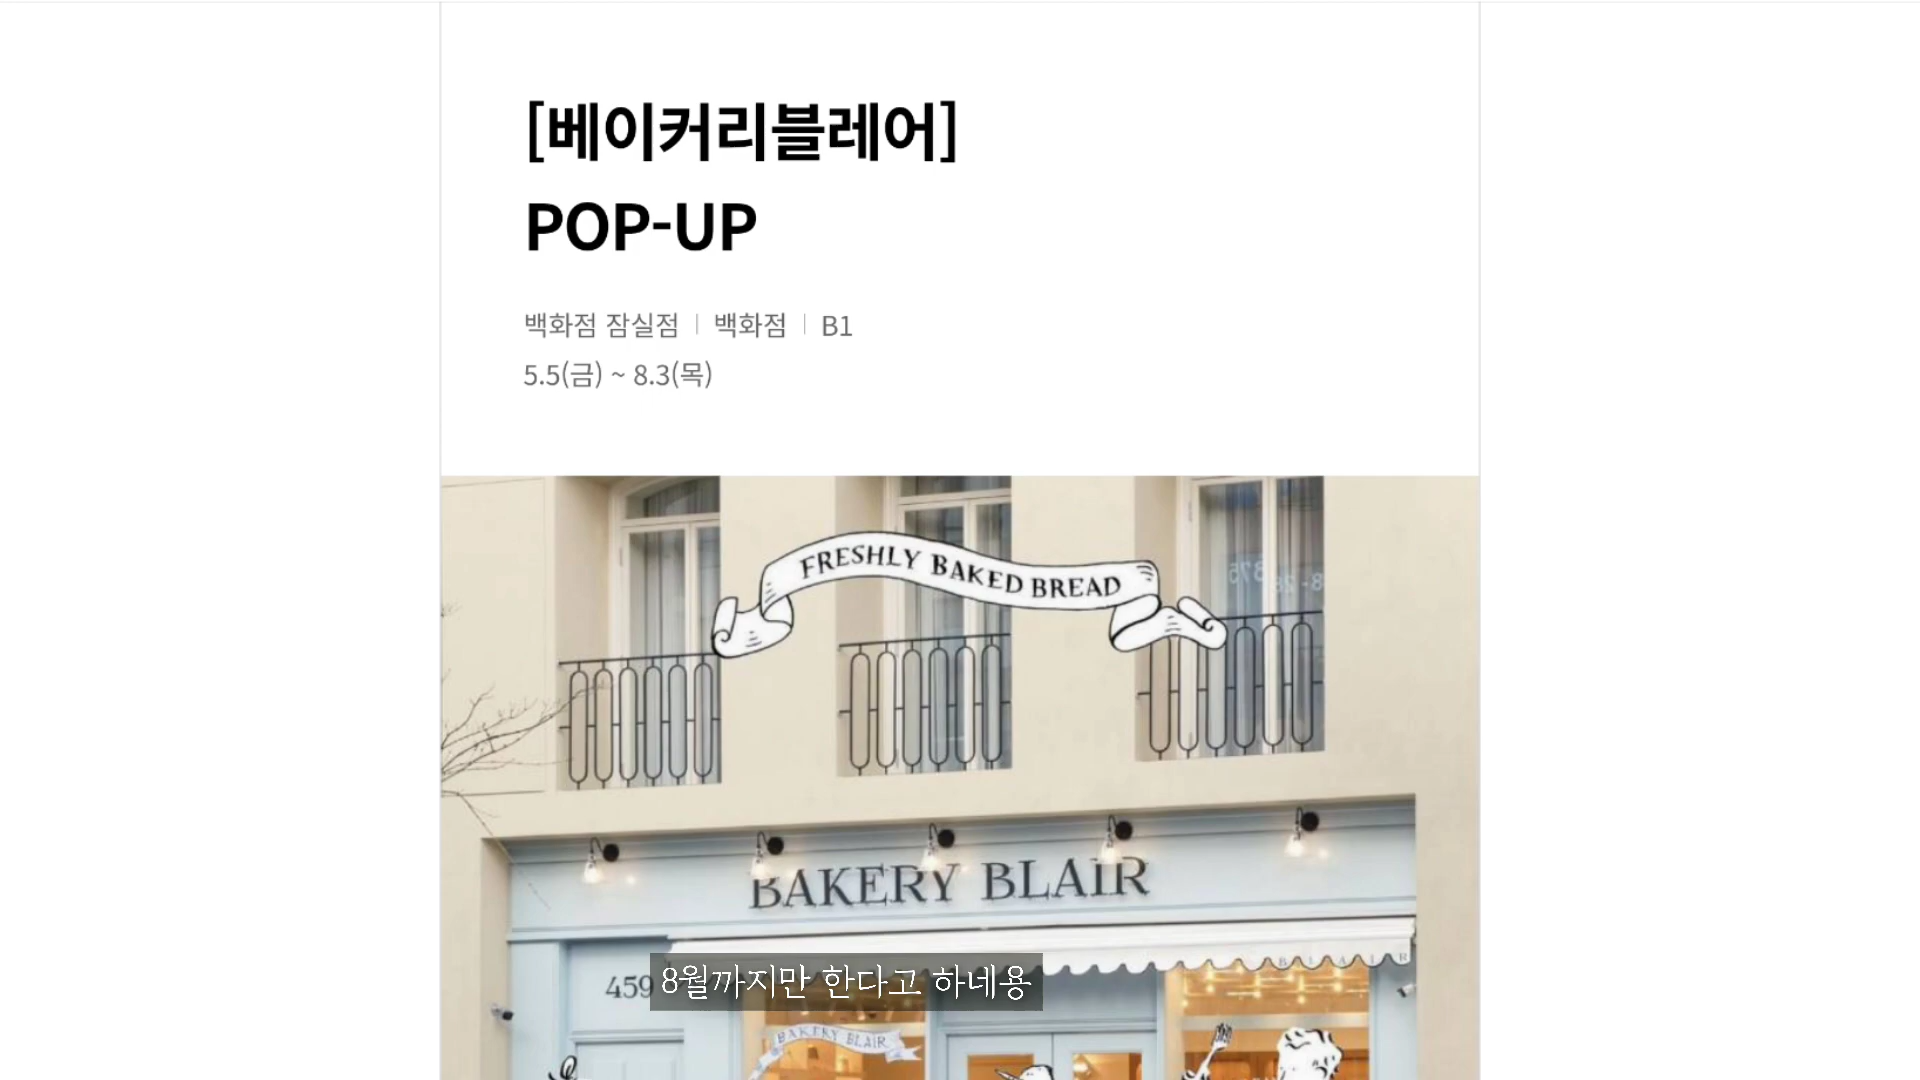 [베이커리블레어]
POP-UP
백화점 잠실점 | 백화점 | B1
5.5(금) ~ 8.3(목)
FRESHLY BAKED BREAD
BAKERY BLAIR
BLAIR
459
8월까지만 한다고 하네용
BAKERY BLAIR